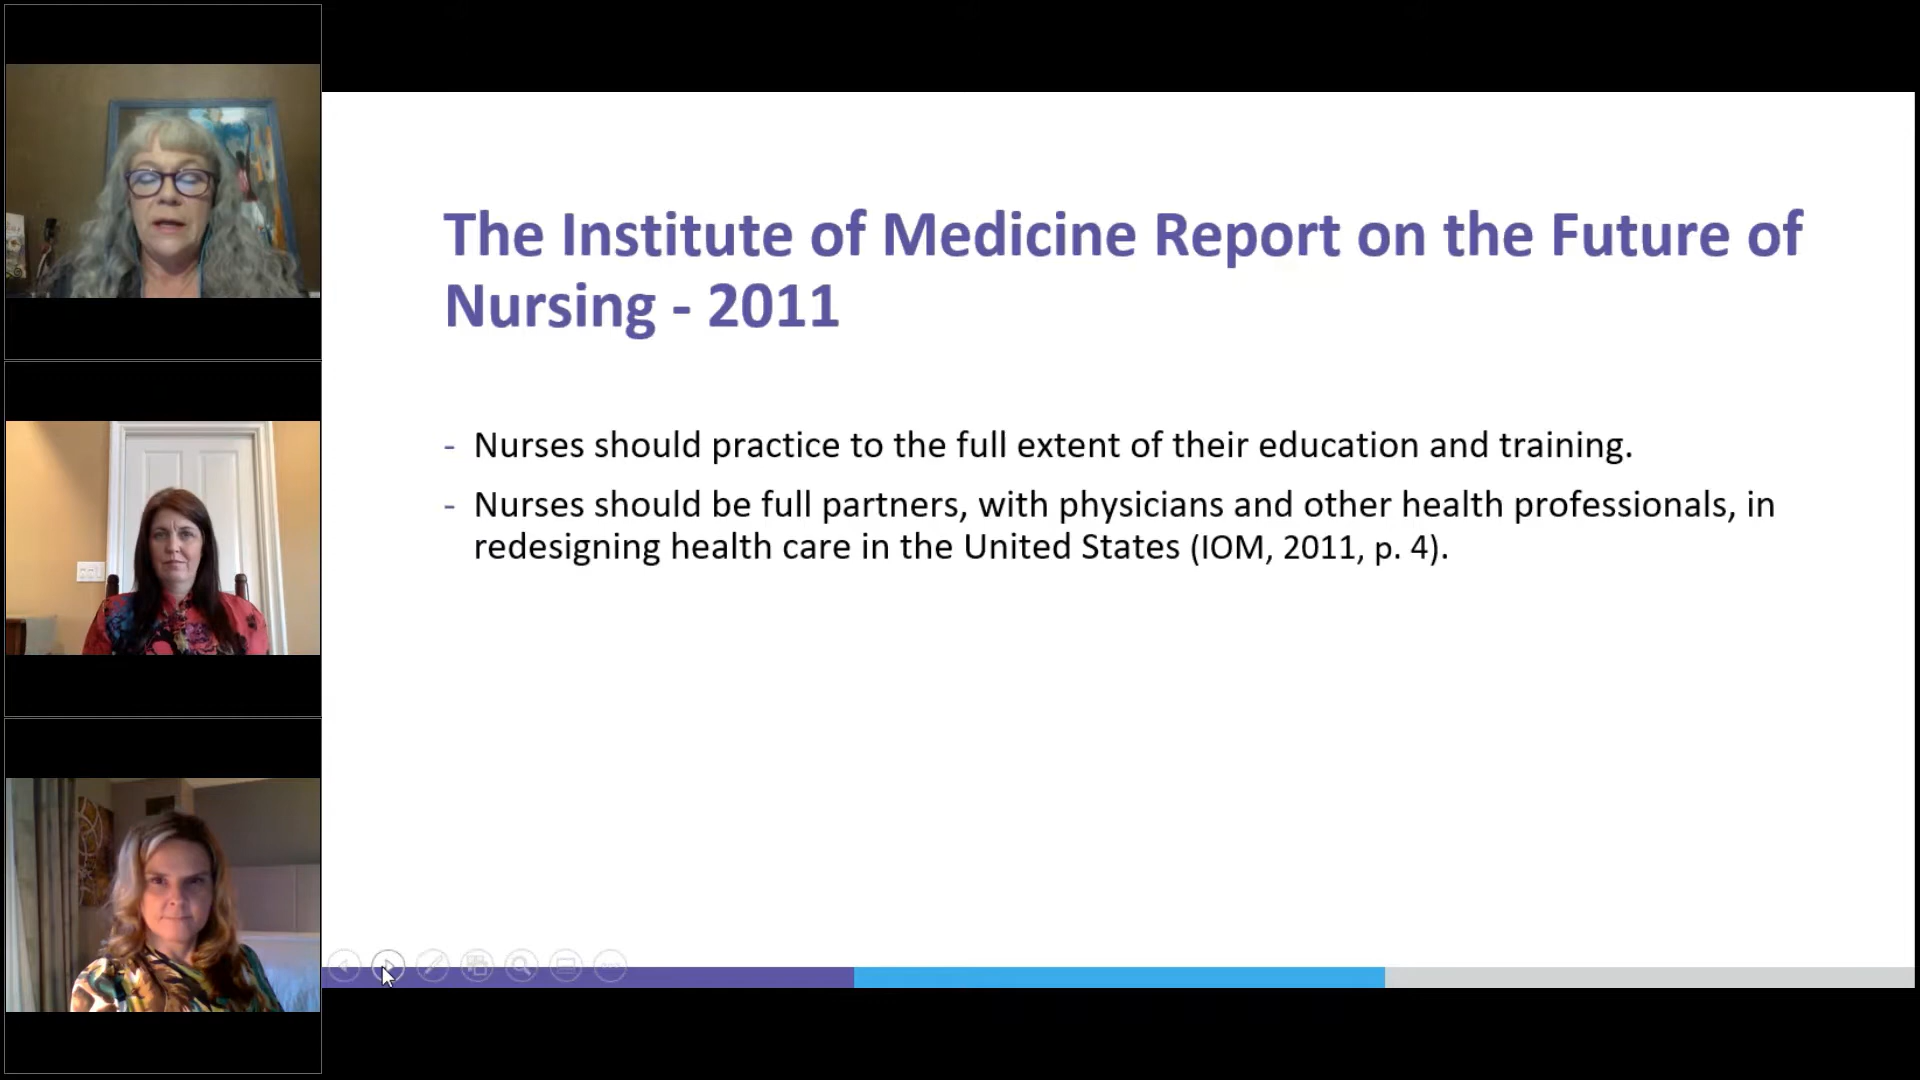 The Institute of Medicine Report on the Future of
Nursing - 2011
- Nurses should practice to the full extent of their education and training.
- Nurses should be full partners, with physicians and other health professionals, in
redesigning health care in the United States (IOM, 2011, p. 4).